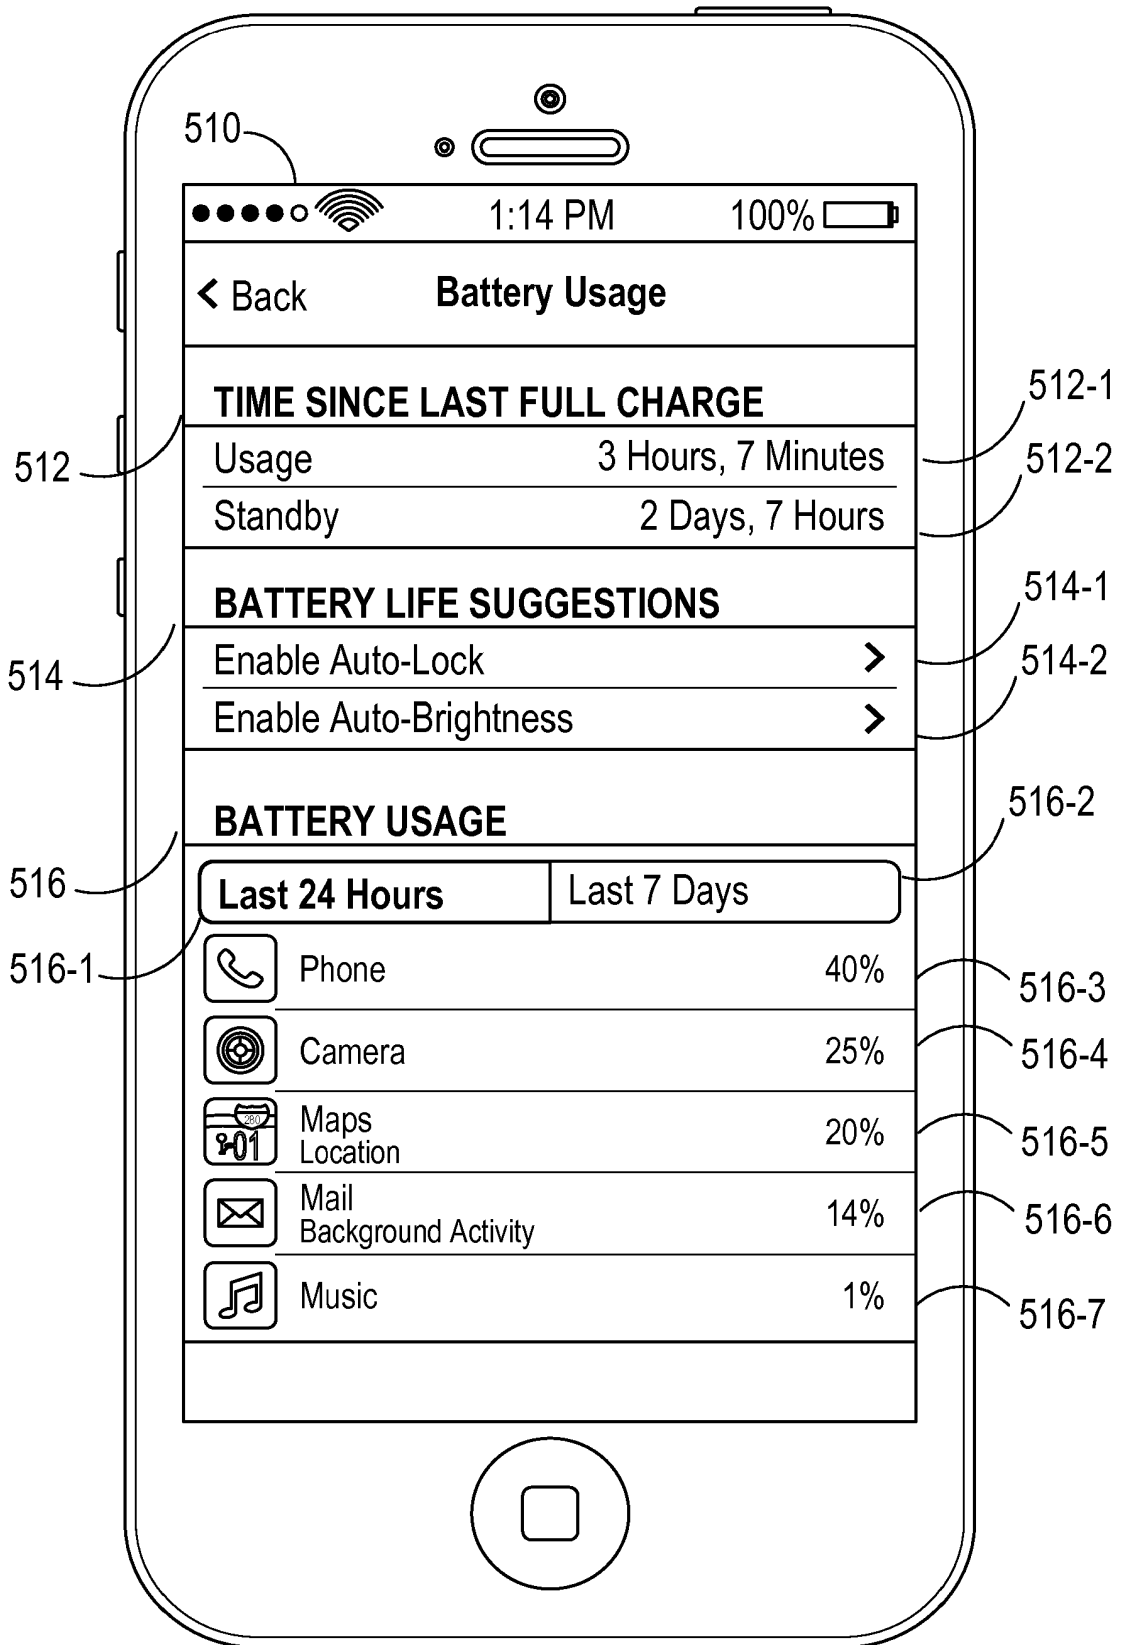 510
1:14 PM 100%
< Back Battery Usage
TIME SINCE LAST FULL CHARGE
512-1
512
Usage 3 Hours, 7 Minutes
512-2
Standby 2 Days, 7 Hours
BATTERY LIFE SUGGESTIONS
514-1
514
Enable Auto-Lock >
514-2
Enable Auto-Brightness >
516-2
BATTERY USAGE
516
Last 24 Hours Last 7 Days
516-1
Phone 40%
516-3
Camera 25%
516-4
280
01
Maps
Location
20%
516-5
Mail
Background Activity
14%
516-6
Music 1%
516-7